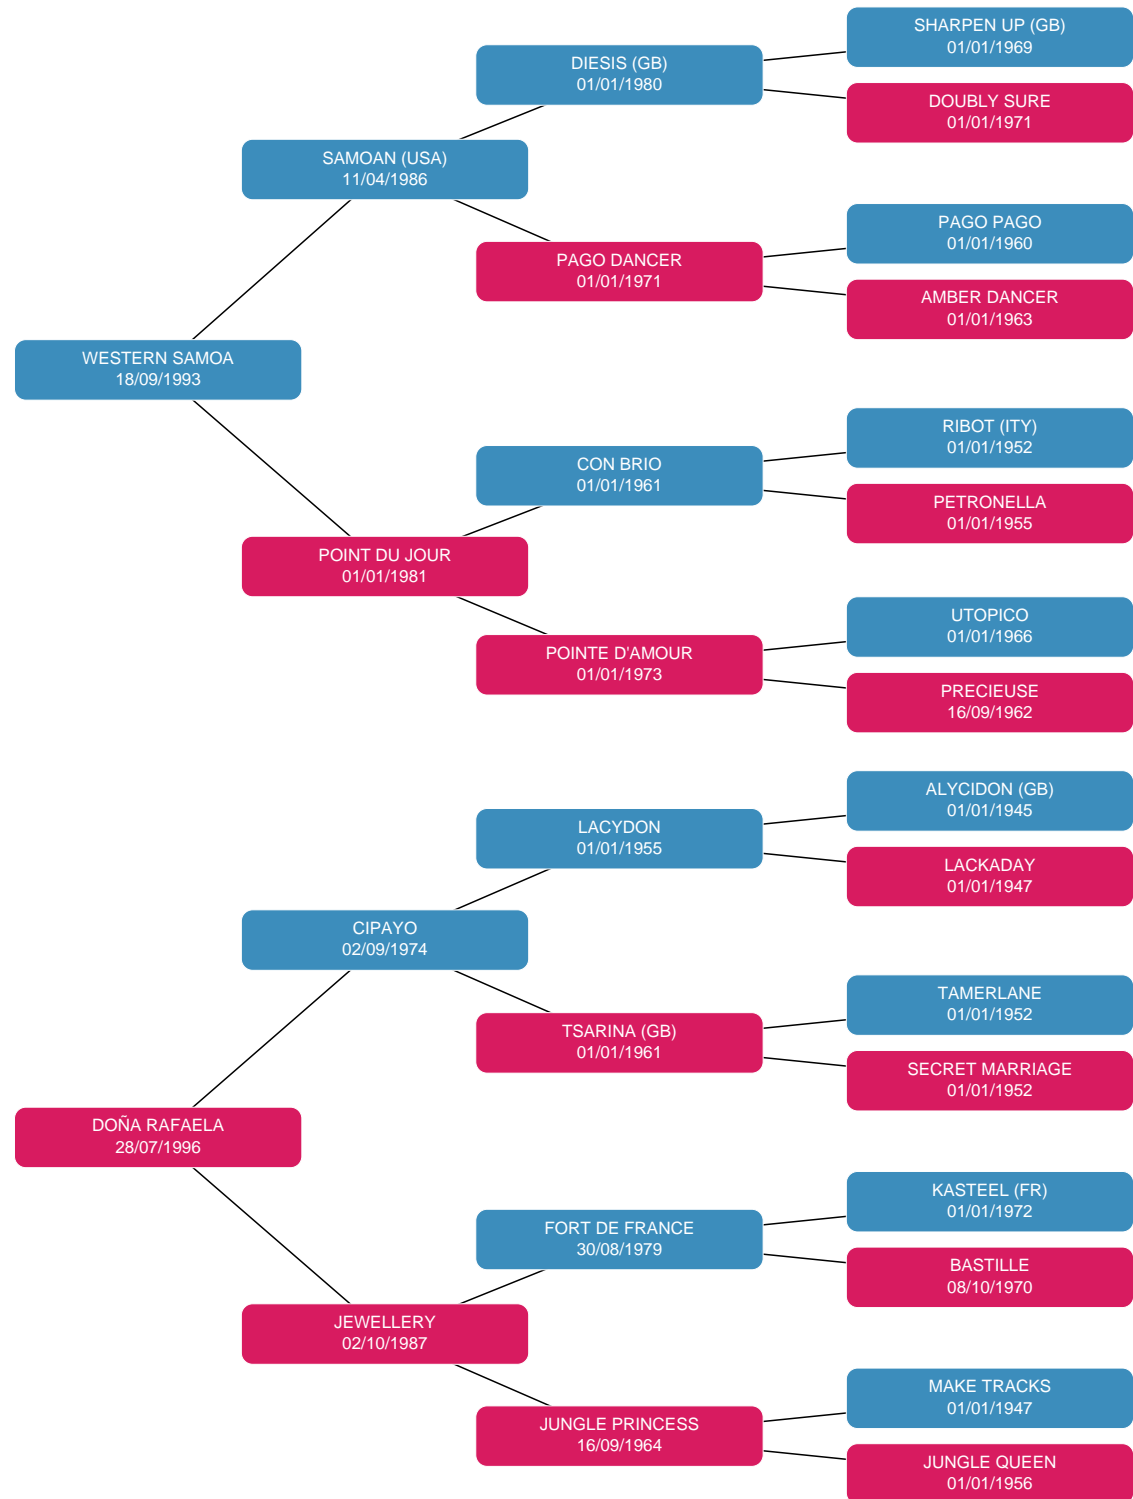 SHARPEN UP (GB)
01/01/1969
DIESIS (GB)
01/01/1980
DOUBLY SURE
01/01/1971
SAMOAN (USA)
11/04/1986
PAGO PAGO
01/01/1960
PAGO DANCER
01/01/1971
AMBER DANCER
01/01/1963
WESTERN SAMOA
18/09/1993
RIBOT (ITY)
01/01/1952
CON BRIO
01/01/1961
PETRONELLA
01/01/1955
POINT DU JOUR
01/01/1981
UTOPICO
01/01/1966
POINTE D'AMOUR
01/01/1973
PRECIEUSE
16/09/1962
ALYCIDON (GB)
01/01/1945
LACYDON
01/01/1955
LACKADAY
01/01/1947
CIPAYO
02/09/1974
TAMERLANE
01/01/1952
TSARINA (GB)
01/01/1961
SECRET MARRIAGE
01/01/1952
DOÑA RAFAELA
28/07/1996
KASTEEL (FR)
01/01/1972
FORT DE FRANCE
30/08/1979
BASTILLE
08/10/1970
JEWELLERY
02/10/1987
MAKE TRACKS
01/01/1947
JUNGLE PRINCESS
16/09/1964
JUNGLE QUEEN
01/01/1956